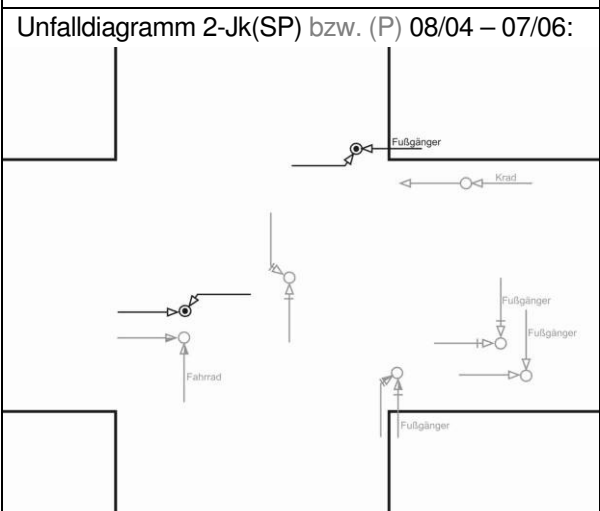 Unfalldiagramm 2-Jk(SP) bzw. (P) 08/04 – 07/06:
Fußgänger
Krad
Fußgänger
Fußgänger
Fahrrad
Fußgänger